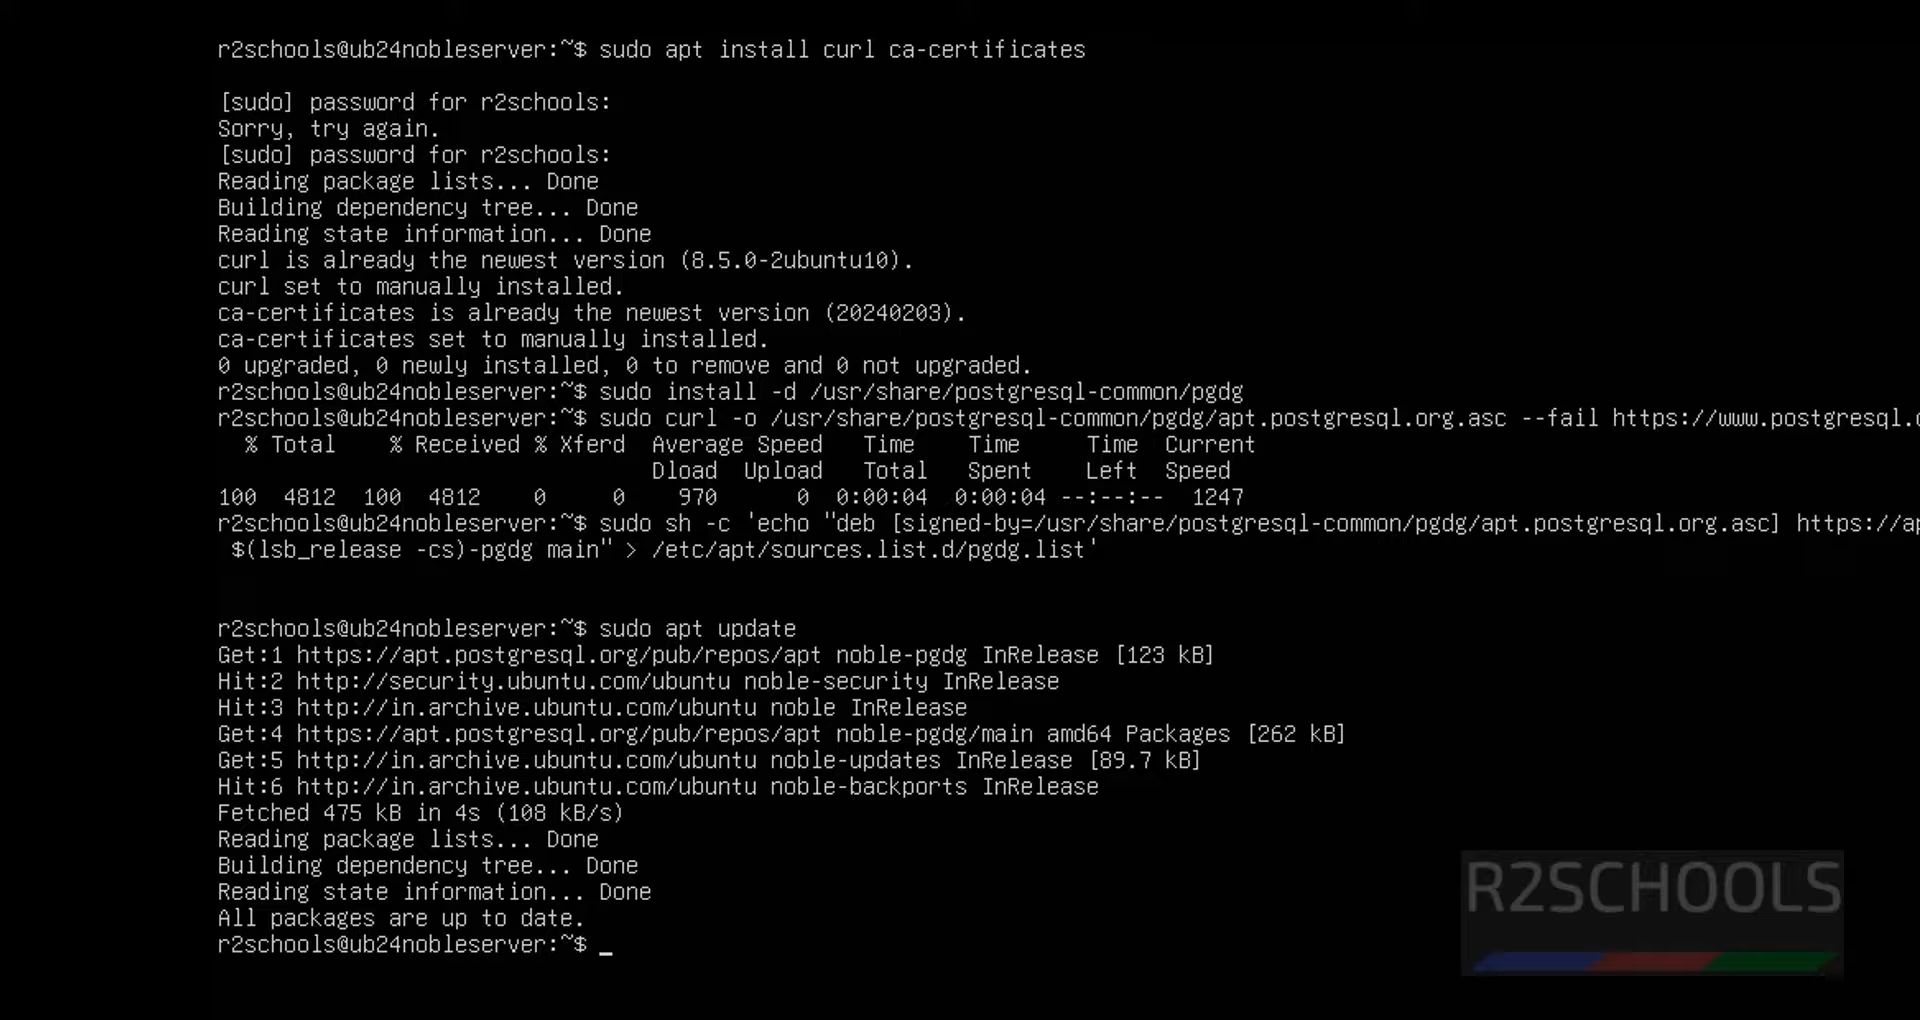 r2schools@ub24nobleserver:~$ sudo apt install curl ca-certificates
[sudo] password for r2schools:
Sorry, try again.
[sudo] password for r2schools:
Reading package lists... Done
Building dependency tree... Done
Reading state information... Done
curl is already the newest version (8.5.0-2ubuntu10).
curl set to manually installed.
ca-certificates is already the newest version (20240203).
ca-certificates set to manually installed.
0 upgraded, 0 newly installed, 0 to remove and 0 not upgraded.
r2schools@ub24nobleserver:~$ sudo install -d /usr/share/postgresql-common/pgdg
r2schools@ub24nobleserver:~$ sudo curl -o /usr/share/postgresql-common/pgdg/apt.postgresql.org.asc --fail https://www.postgresql.
% Total % Received % Xferd Average Speed Time Time Time Current
Dload Upload Total Spent Left Speed
100 4812 100 4812 0 0 970 0 0:00:04 0:00:04 --:--:-- 1247
r2schools@ub24nobleserver:~$ sudo sh -c 'echo "deb [signed-by=/usr/share/postgresql-common/pgdg/apt.postgresql.org.asc] https://a
$(lsb_release -cs)-pgdg main" > /etc/apt/sources.list.d/pgdg.list'
r2schools@ub24nobleserver:~$ sudo apt update
Get:1 https://apt.postgresql.org/pub/repos/apt noble-pgdg InRelease [123 kB]
Hit:2 http://security.ubuntu.com/ubuntu noble-security InRelease
Hit:3 http://in.archive.ubuntu.com/ubuntu noble InRelease
Get:4 https://apt.postgresql.org/pub/repos/apt noble-pgdg/main amd64 Packages [262 kB]
Get:5 http://in.archive.ubuntu.com/ubuntu noble-updates InRelease [89.7 kB]
Hit:6 http://in.archive.ubuntu.com/ubuntu noble-backports InRelease
Fetched 475 kB in 4s (108 kB/s)
Reading package lists... Done
Building dependency tree... Done
Reading state information... Done
All packages are up to date.
r2schools@ub24nobleserver:~$ _
R2SCHOOLS